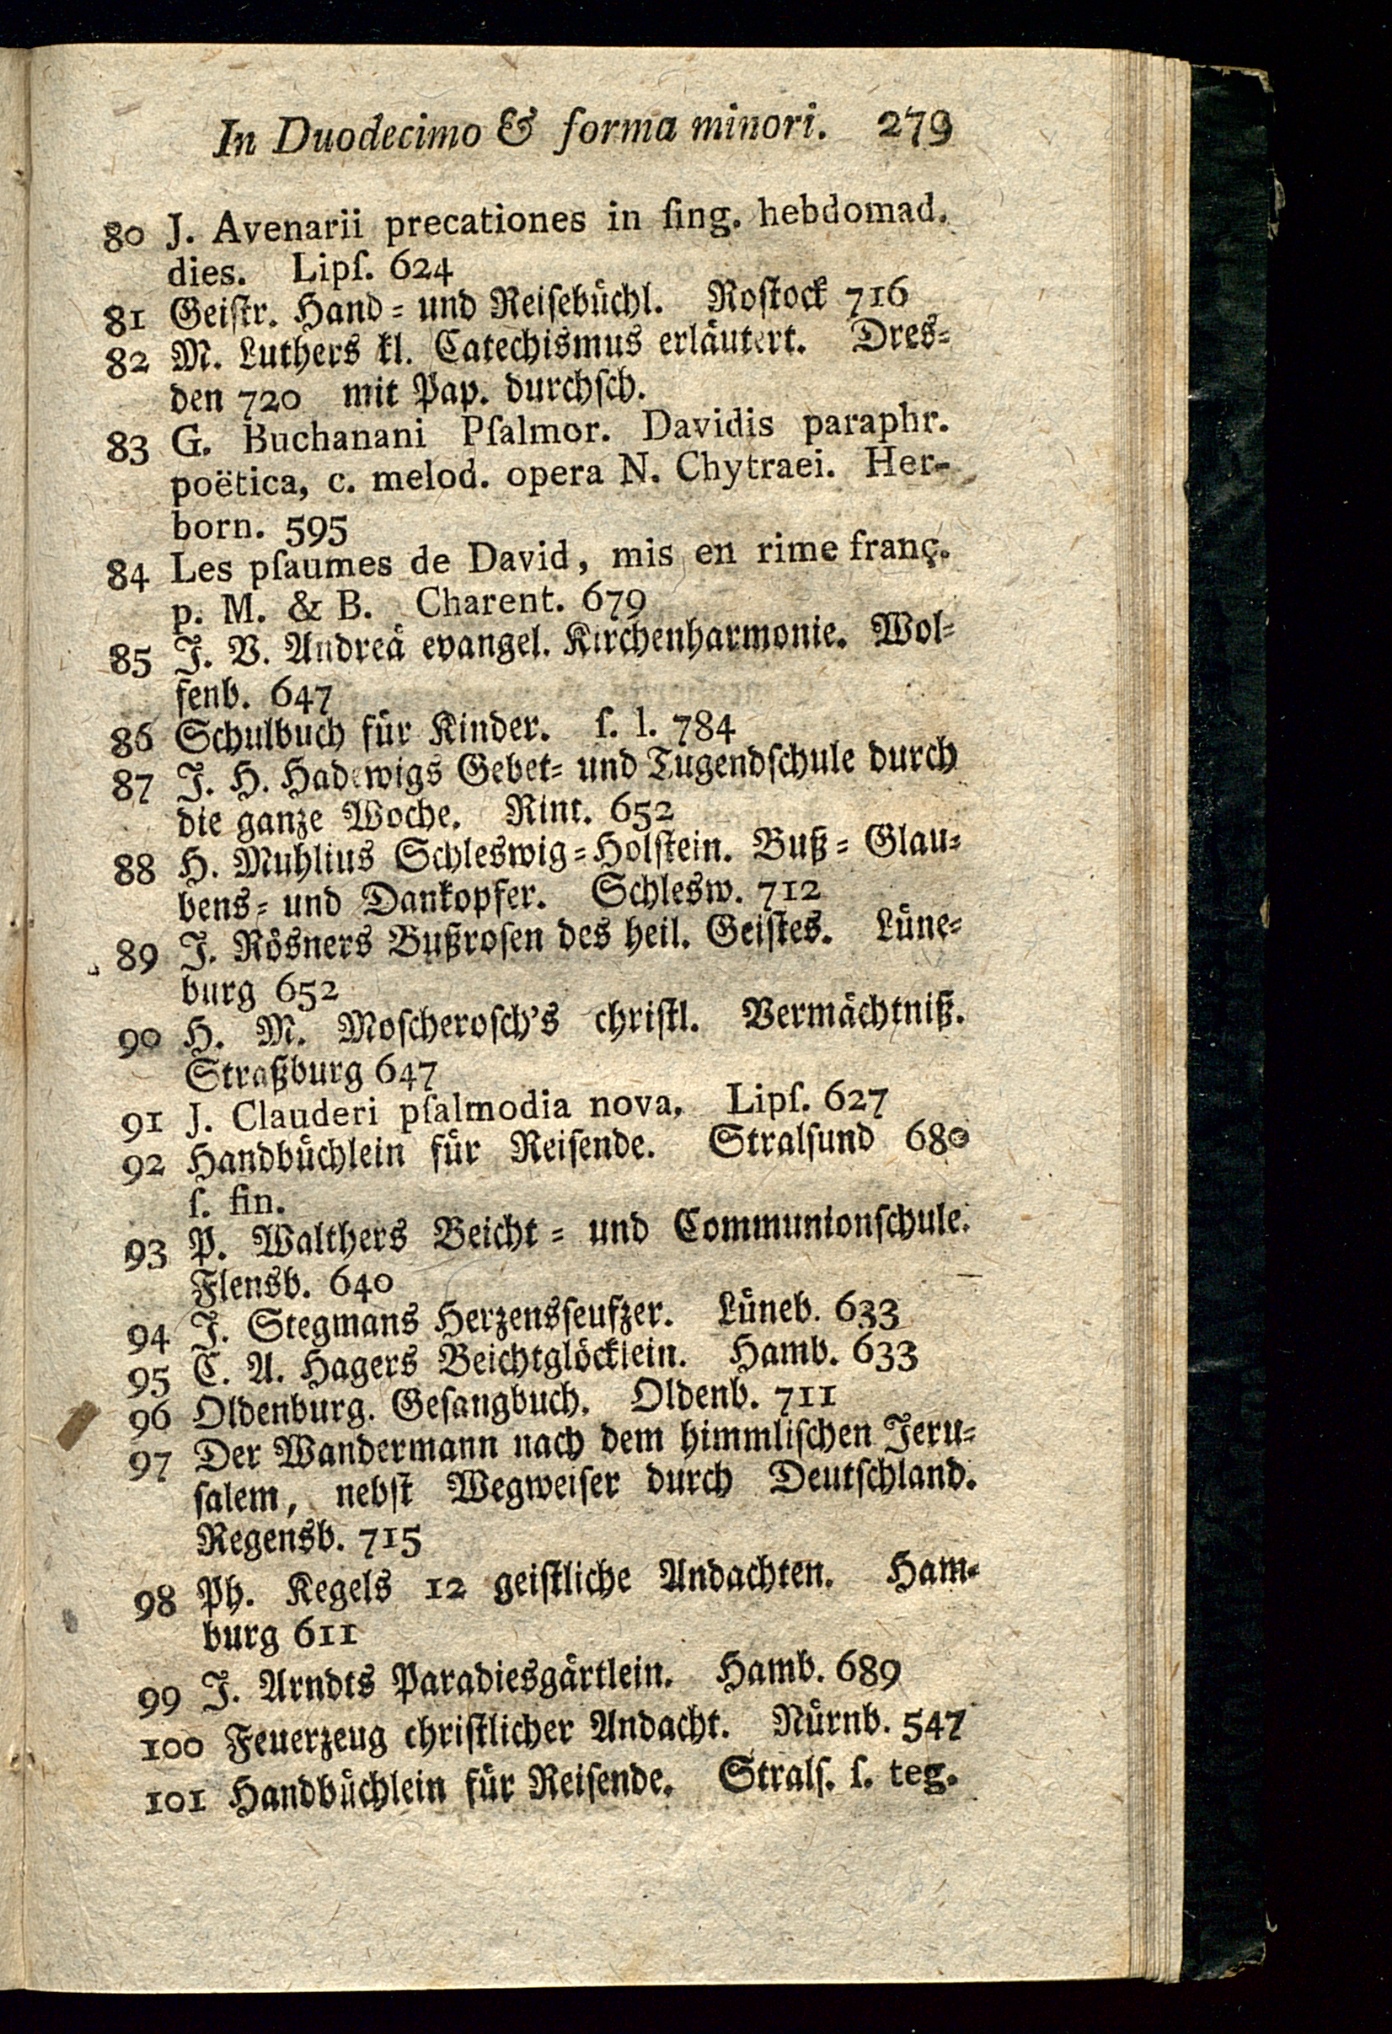 In Duodecimo & forma minori. 279
80 J. Avenarii precationes in ſing. hebdomad.
dies. Lipſ. 624
81 Geiſtr. Hand- und Reiſebüchl. Roſtock 716
82 M. Luthers kl. Catechismus erläutert. Dres-
den 720 mit Pap. durchſch.
83 G. Buchanani Pſalmor. Davidis paraphr.
poëtica, c. melod. opera N. Chytraei. Her-
born. 595
84 Les pſaumes de David, mis en rime franç.
p. M. & B. Charent. 679
85 J. V. Andreä evangel. Kirchenharmonie. Wol-
fenb. 647
86 Schulbuch für Kinder. ſ. l. 784
87 J. H. Hadewigs Gebet- und Tugendſchule durch
die ganze Woche. Rint. 652
88 H. Muhlius Schleswig-Holſtein. Buß- Glau-
bens- und Dankopfer. Schlesw. 712
89 J. Rösners Bußroſen des heil. Geiſtes. Lüne-
burg 652
90 H. M. Moſcheroſch's chriſtl. Vermächtniß.
Straßburg 647
91 J. Clauderi pſalmodia nova. Lipſ. 627
92 Handbüchlein für Reiſende. Stralſund 680
ſ. fin.
93 P. Walthers Beicht- und Communionſchule.
Flensb. 640
94 J. Stegmans Herzensſeufzer. Lüneb. 633
95 C. A. Hagers Beichtglöcklein. Hamb. 633
96 Oldenburg. Geſangbuch. Oldenb. 711
97 Der Wandermann nach dem himmliſchen Jeru-
ſalem, nebſt Wegweiſer durch Deutſchland.
Regensb. 715
98 Ph. Kegels 12 geiſtliche Andachten. Ham-
burg 611
99 J. Arndts Paradiesgärtlein. Hamb. 689
100 Feuerzeug chriſtlicher Andacht. Nürnb. 547
101 Handbüchlein für Reiſende. Stralſ. ſ. teg.